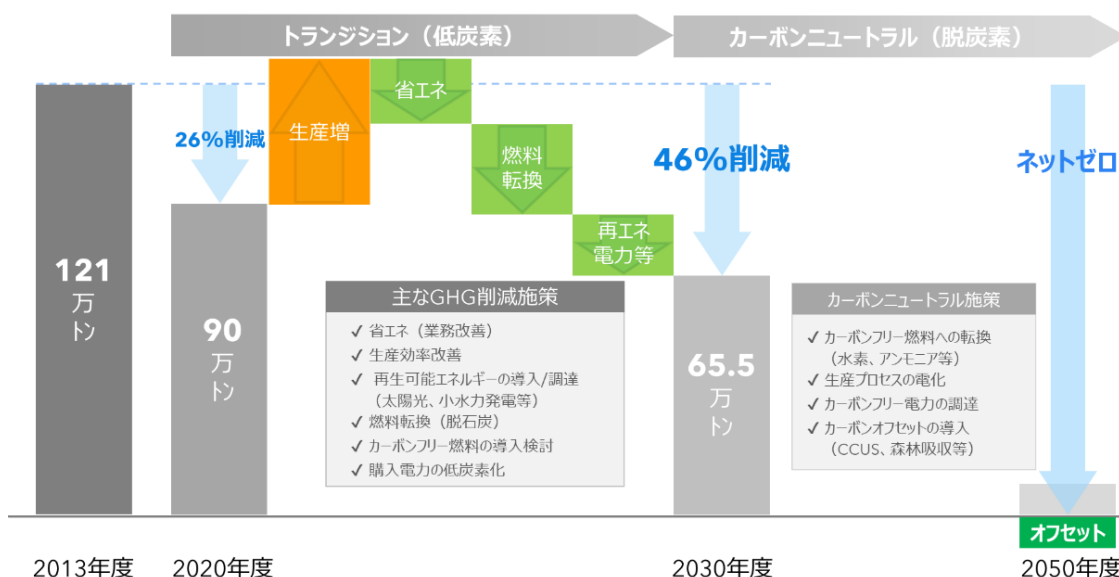 トランジション（低炭素）
カーボンニュートラル（脱炭素）
26%削減
生産増
省エネ
燃料
転換
再エネ
電力等
46%削減
ネットゼロ
121
万
トン
90
万
トン
主なGHG削減施策
✓ 省エネ（業務改善）
✓ 生産効率改善
✓ 再生可能エネルギーの導入/調達
（太陽光、小水力発電等）
✓ 燃料転換（脱石炭）
✓ カーボンフリー燃料の導入検討
✓ 購入電力の低炭素化
65.5
万
トン
カーボンニュートラル施策
✓ カーボンフリー燃料への転換
（水素、アンモニア等）
✓ 生産プロセスの電化
✓ カーボンフリー電力の調達
✓ カーボンオフセットの導入
（CCUS、森林吸収等）
オフセット
2013年度
2020年度
2030年度
2050年度